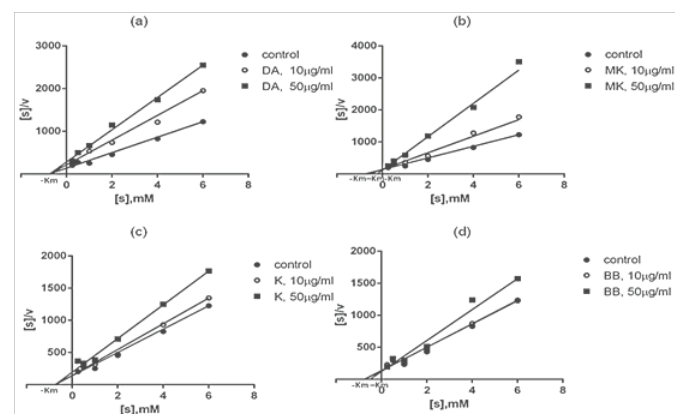 (a)
3000
2000
1000
[s]/v
-Km
0
2
4
6
8
[s],mM
control
DA, 10µg/ml
DA, 50µg/ml
(b)
4000
3000
2000
1000
[s]/v
-Km-Km-Km
0
2
4
6
8
[s],mM
control
MK, 10µg/ml
MK, 50µg/ml
(c)
2000
1500
1000
500
[s]/v
-Km
0
2
4
6
8
[s],mM
control
K, 10µg/ml
K, 50µg/ml
(d)
2000
1500
1000
500
[s]/v
-Km-Km
0
2
4
6
8
[s],mM
control
BB, 10µg/ml
BB, 50µg/ml